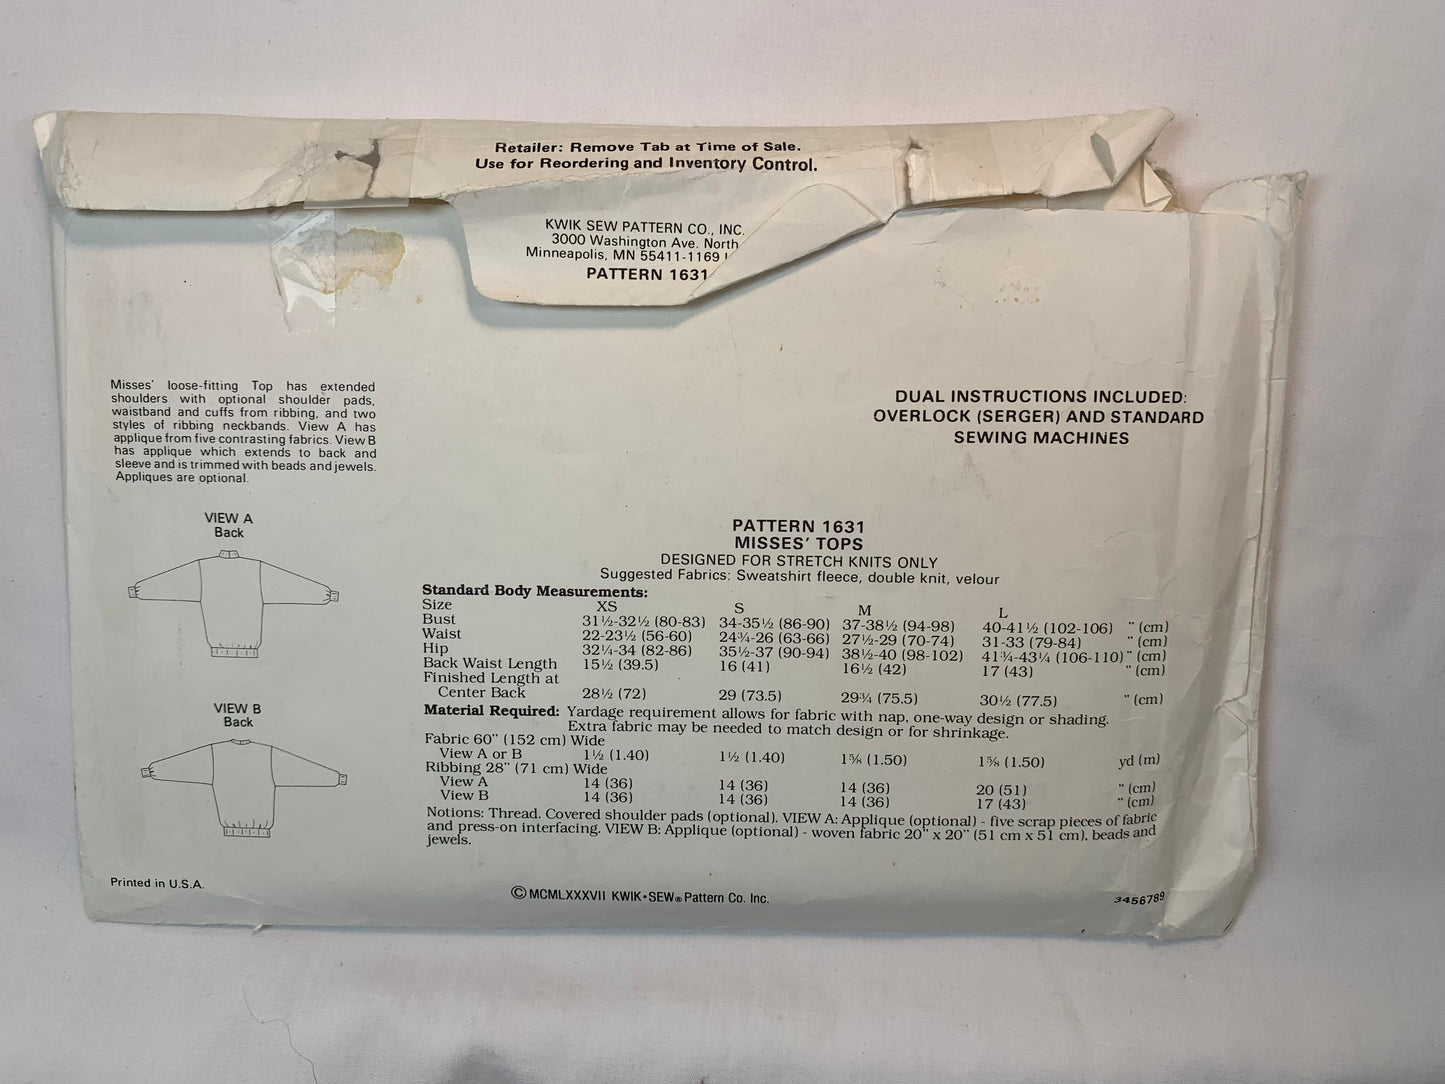 Retailer: Remove Tab at Time of Sale.
Use for Reordering and Inventory Control.
KWIK SEW PATTERN CO., INC.
3000 Washington Ave. North
Minneapolis, MN 55411-1169
PATTERN 1631
Misses' loose-fitting Top has extended
shoulders with optional shoulder pads,
waistband and cuffs from ribbing, and two
styles of ribbing neckbands. View A has
applique from five contrasting fabrics. View B
has applique which extends to back and
sleeve and is trimmed with beads and jewels.
Appliques are optional.
DUAL INSTRUCTIONS INCLUDED:
OVERLOCK (SERGER) AND STANDARD
SEWING MACHINES
VIEW A
Back
VIEW B
Back
PATTERN 1631
MISSES' TOPS
DESIGNED FOR STRETCH KNITS ONLY
Suggested Fabrics: Sweatshirt fleece, double knit, velour
Standard Body Measurements:
Size XS S M L
Bust 31½-32½ (80-83) 34-35½ (86-90) 37-38½ (94-98) 40-41½ (102-106) " (cm)
Waist 22-23½ (56-60) 24¾-26 (63-66) 27½-29 (70-74) 31-33 (79-84) " (cm)
Hip 32¼-34 (82-86) 35½-37 (90-94) 38½-40 (98-102) 41¾-43¼ (106-110) " (cm)
Back Waist Length 15½ (39.5) 16 (41) 16½ (42) 17 (43) " (cm)
Finished Length at
Center Back 28½ (72) 29 (73.5) 29¾ (75.5) 30½ (77.5) " (cm)
Material Required: Yardage requirement allows for fabric with nap, one-way design or shading.
Extra fabric may be needed to match design or for shrinkage.
Fabric 60" (152 cm) Wide
View A or B 1½ (1.40) 1½ (1.40) 1⅝ (1.50) 1⅝ (1.50) yd (m)
Ribbing 28" (71 cm) Wide
View A 14 (36) 14 (36) 14 (36) 20 (51) " (cm)
View B 14 (36) 14 (36) 14 (36) 17 (43) " (cm)
Notions: Thread. Covered shoulder pads (optional). VIEW A: Applique (optional) - five scrap pieces of fabric
and press-on interfacing. VIEW B: Applique (optional) - woven fabric 20" x 20" (51 cm x 51 cm), beads and
jewels.
Printed in U.S.A.
© MCMLXXXVII KWIK•SEW® Pattern Co. Inc.
3456789